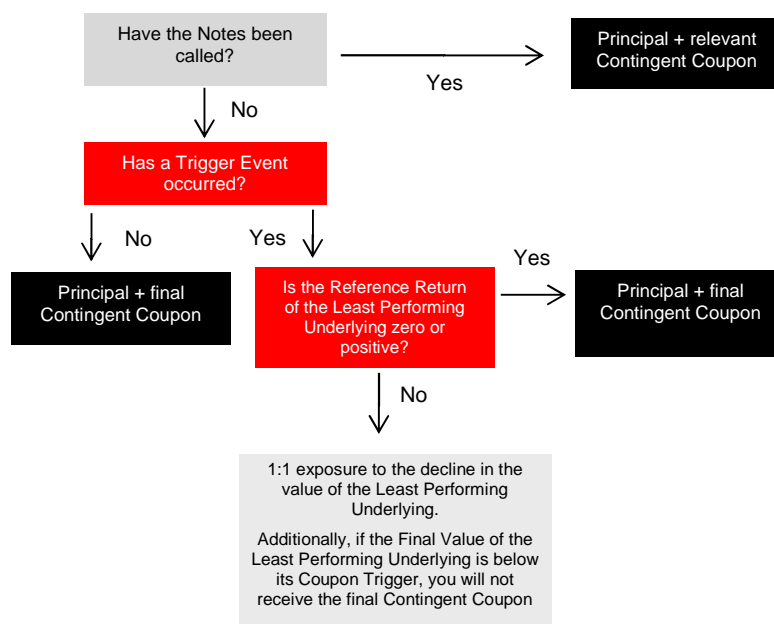 Have the Notes been
called?
Yes
Principal + relevant
Contingent Coupon
No
Has a Trigger Event
occurred?
No
Yes
Principal + final
Contingent Coupon
Is the Reference Return
of the Least Performing
Underlying zero or
positive?
Yes
Principal + final
Contingent Coupon
No
1:1 exposure to the decline in the
value of the Least Performing
Underlying.
Additionally, if the Final Value of the
Least Performing Underlying is below
its Coupon Trigger, you will not
receive the final Contingent Coupon